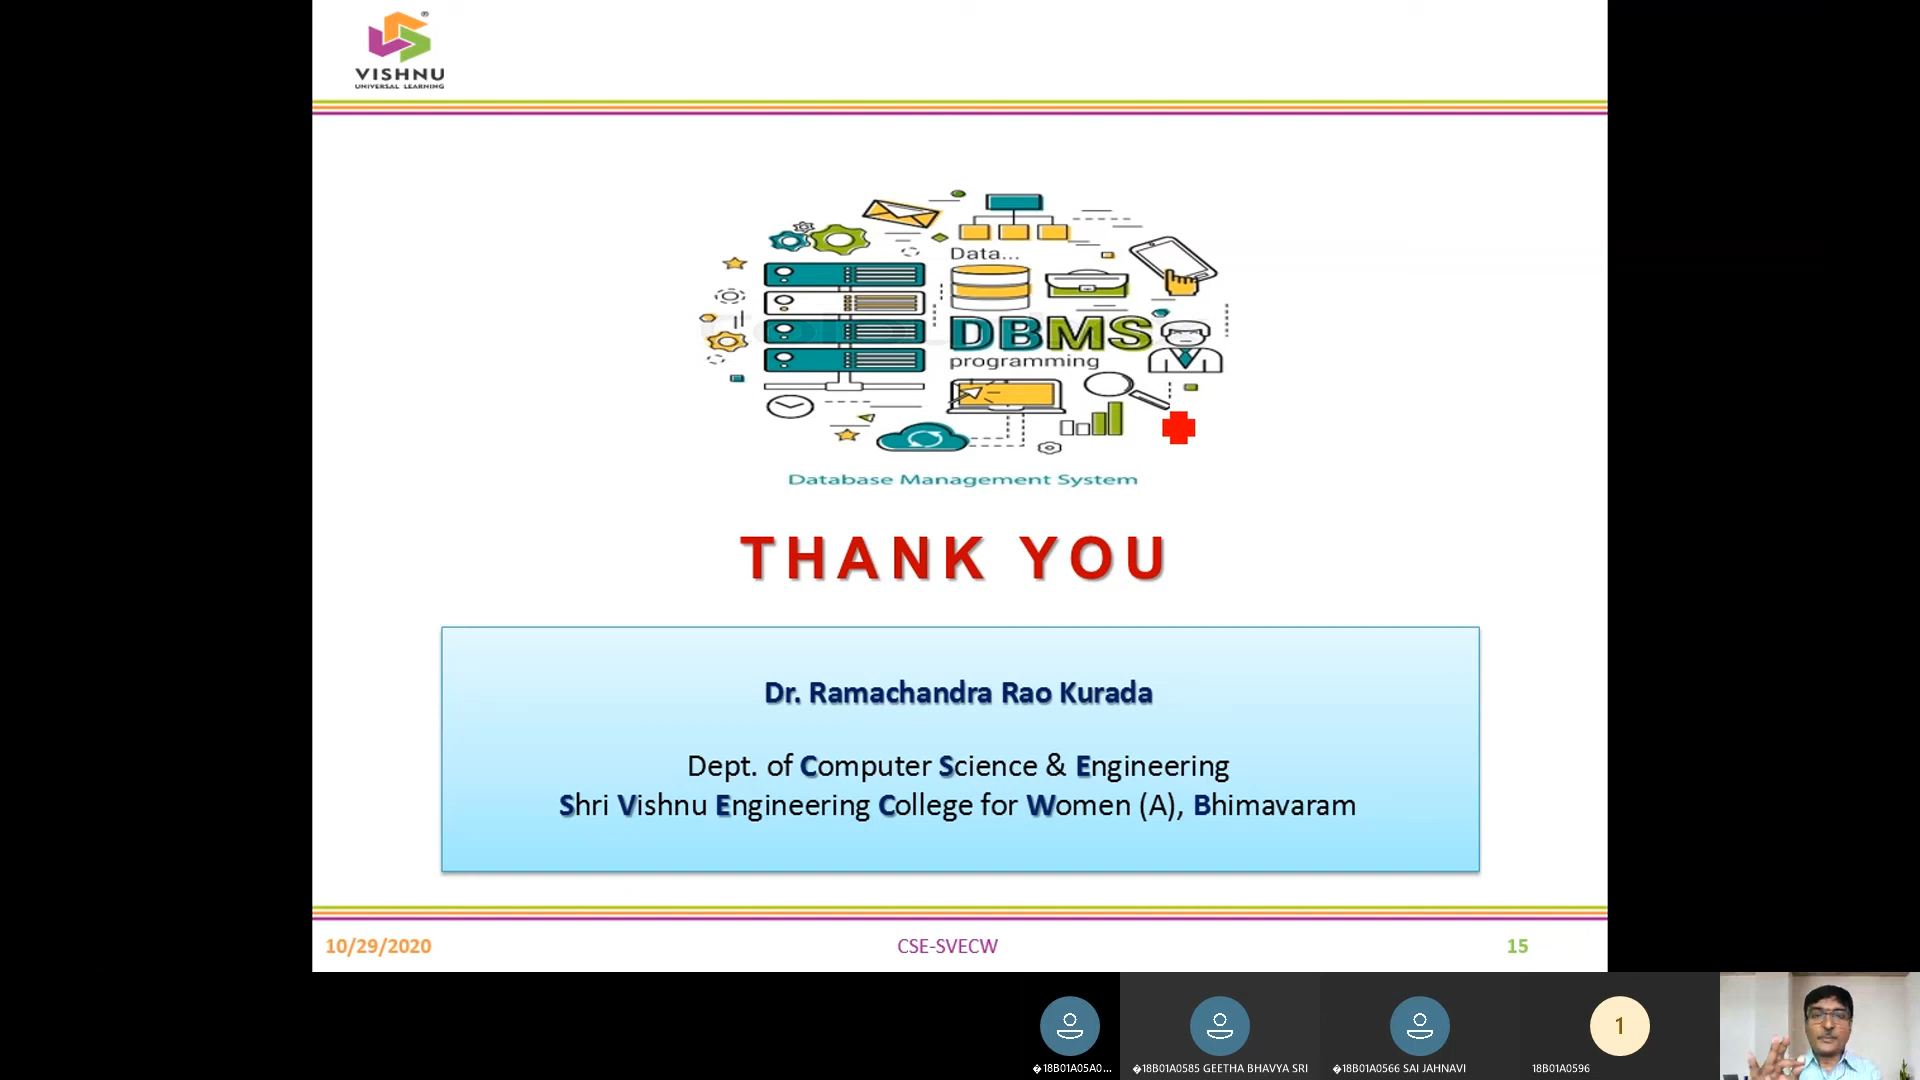 VISHNU
UNIVERSAL LEARNING
Data...
DBMS
programming
Database Management System
THANK YOU
Dr. Ramachandra Rao Kurada
Dept. of Computer Science & Engineering
Shri Vishnu Engineering College for Women (A), Bhimavaram
10/29/2020
CSE-SVECW
15
1
�18B01A05A0...
�18B01A0585 GEETHA BHAVYA SRI
�18B01A0566 SAI JAHNAVI
18B01A0596